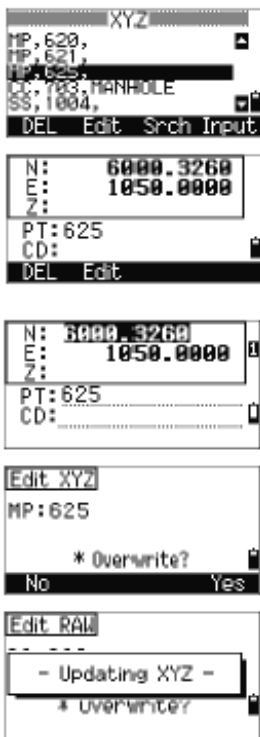 XYZ
MP,620,
MP,621,
MP,625,
CC,703,MANHOLE
SS,1004,
DEL Edit Srch Input
N: 6000.3260
E: 1050.0000
Z:
PT:625
CD:
DEL Edit
N: 6000.3260
E: 1050.0000
Z:
PT:625
CD:
1
Edit XYZ
MP:625
* Overwrite?
No Yes
Edit RAW
- Updating XYZ -
* Overwrite?